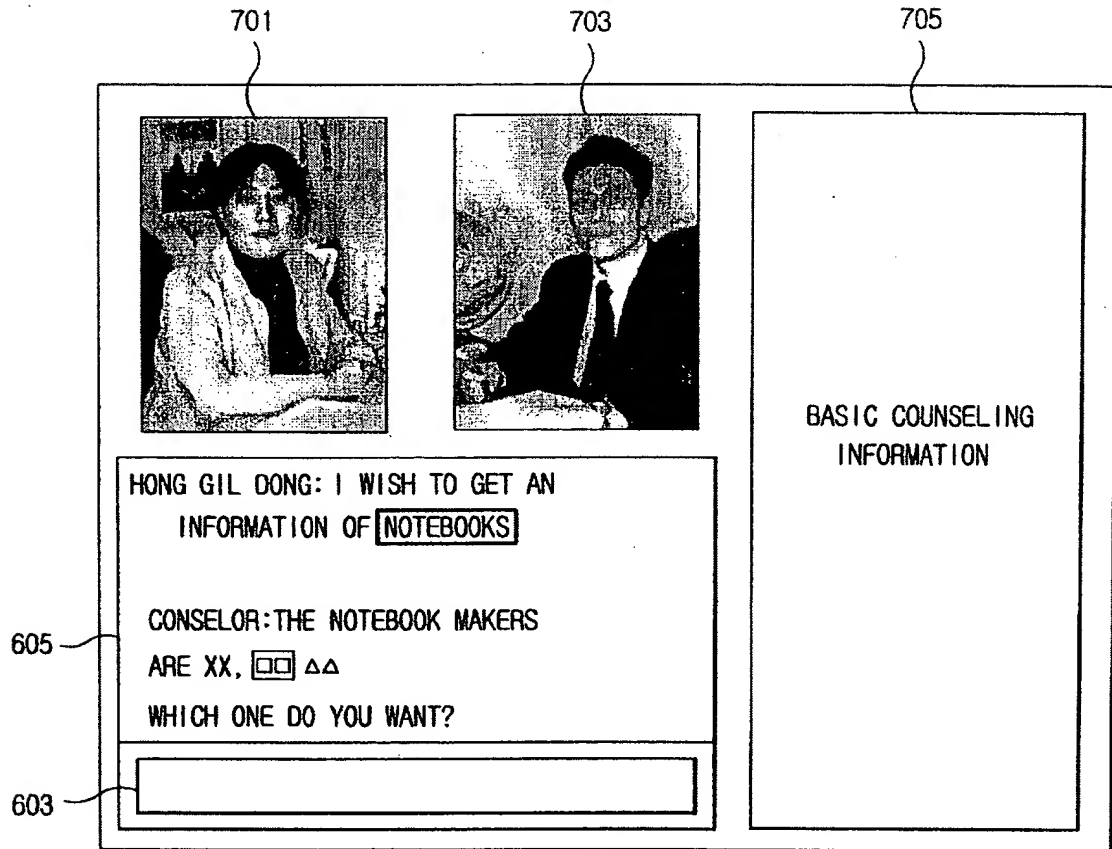 701 703 705
BASIC COUNSELING
INFORMATION
HONG GIL DONG: I WISH TO GET AN
INFORMATION OF NOTEBOOKS
CONSELOR:THE NOTEBOOK MAKERS
605
ARE XX, □□ △△
WHICH ONE DO YOU WANT?
603